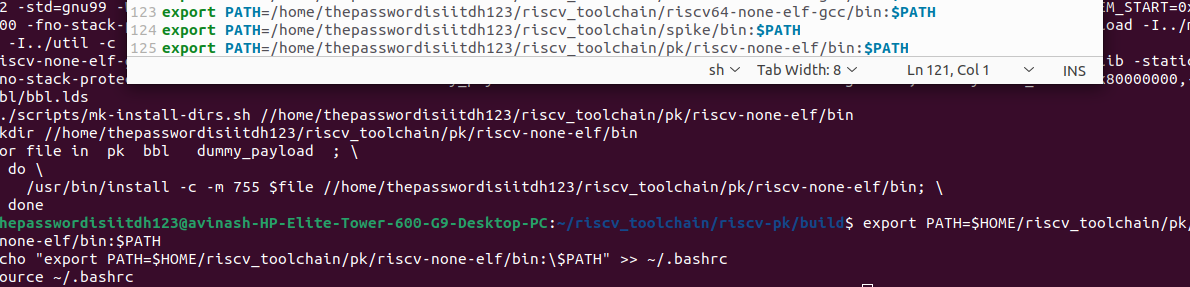 2 -std=gnu99 -
123 export PATH=/home/thepasswordisiitdh123/riscv_toolchain/riscv64-none-elf-gcc/bin:$PATH
EM_START=0x
00 -fno-stack-p
124 export PATH=/home/thepasswordisiitdh123/riscv_toolchain/spike/bin:$PATH
oad -I../m
-I../util -c
125 export PATH=/home/thepasswordisiitdh123/riscv_toolchain/pk/riscv-none-elf/bin:$PATH
iscv-none-elf-g
sh Tab Width: 8 Ln 121, Col 1 INS
ib -static
no-stack-prote
x80000000,-
bl/bbl.lds
./scripts/mk-install-dirs.sh //home/thepasswordisiitdh123/riscv_toolchain/pk/riscv-none-elf/bin
kdir //home/thepasswordisiitdh123/riscv_toolchain/pk/riscv-none-elf/bin
or file in pk bbl dummy_payload ; \
do \
/usr/bin/install -c -m 755 $file //home/thepasswordisiitdh123/riscv_toolchain/pk/riscv-none-elf/bin; \
done
hepasswordisiitdh123@avinash-HP-Elite-Tower-600-G9-Desktop-PC:~/riscv_toolchain/riscv-pk/build$ export PATH=$HOME/riscv_toolchain/pk/
none-elf/bin:$PATH
cho "export PATH=$HOME/riscv_toolchain/pk/riscv-none-elf/bin:\$PATH" >> ~/.bashrc
ource ~/.bashrc